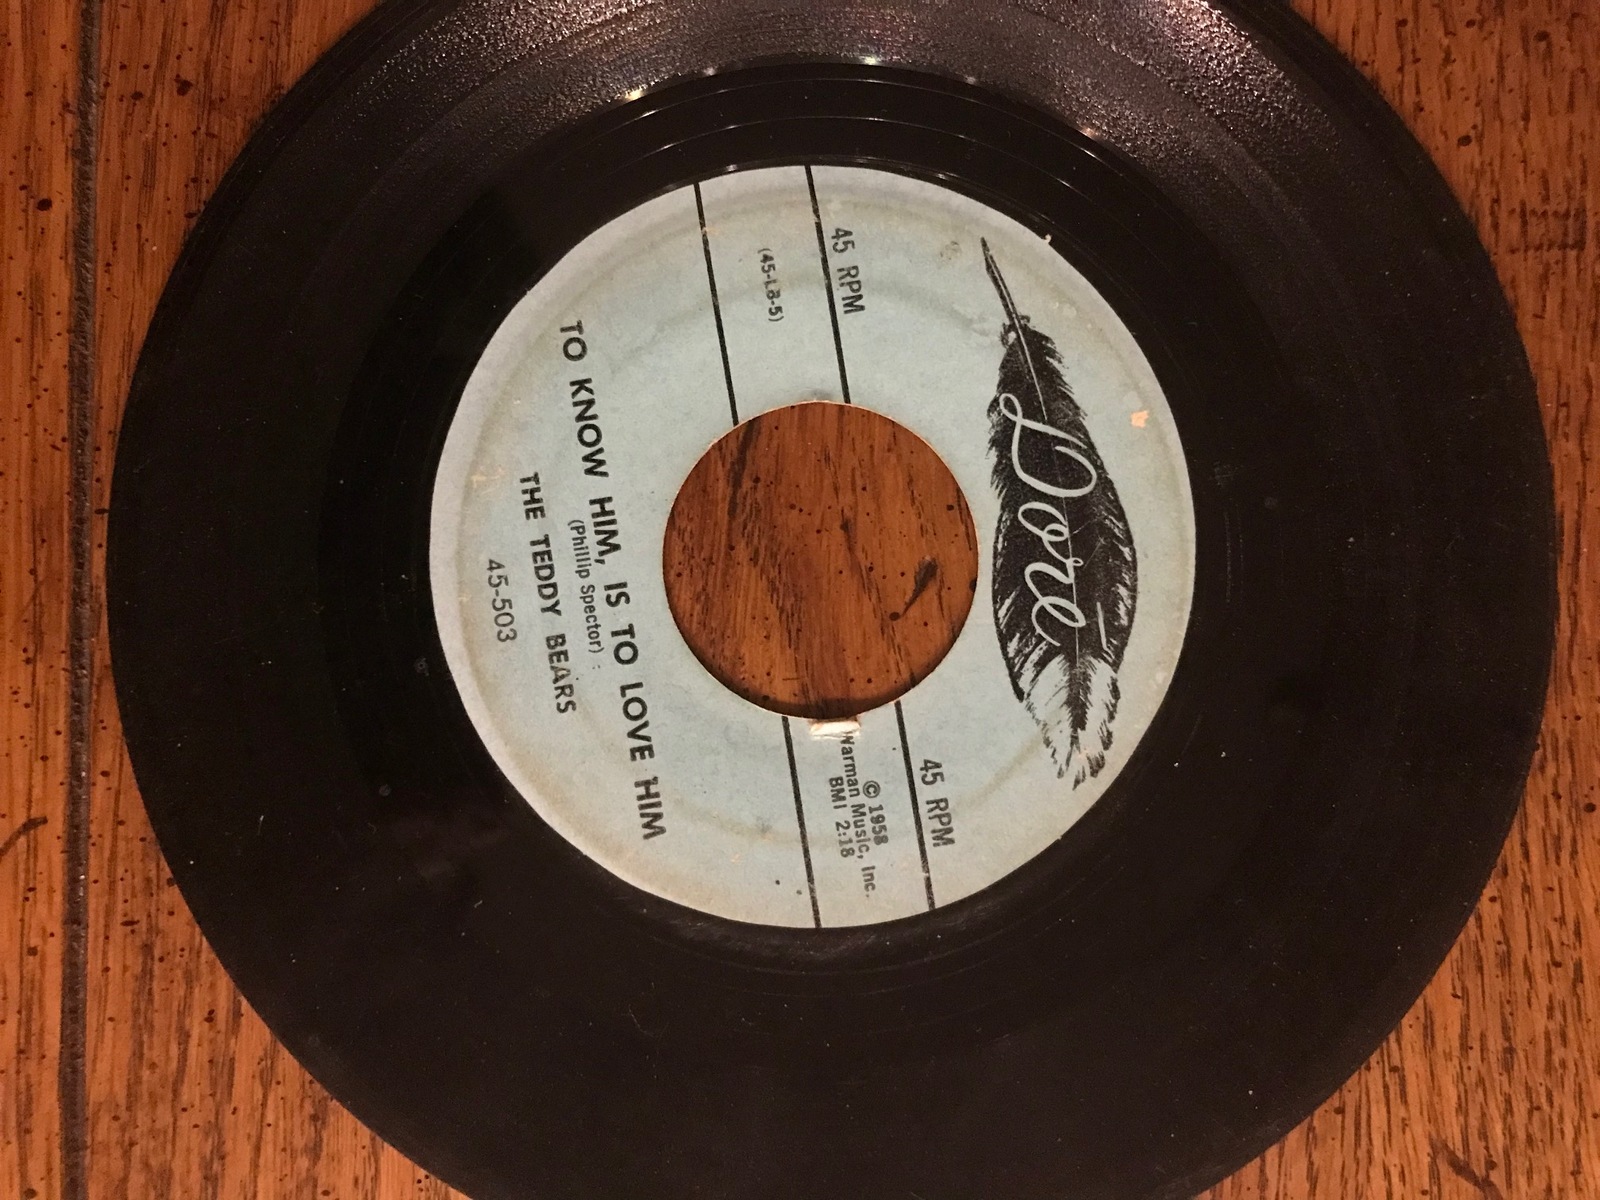 Doré
45 RPM
45 RPM
(45-LB-5)
© 1958
Warman Music, Inc.
BMI 2:18
TO KNOW HIM, IS TO LOVE HIM
(Phillip Spector)
THE TEDDY BEARS
45-503